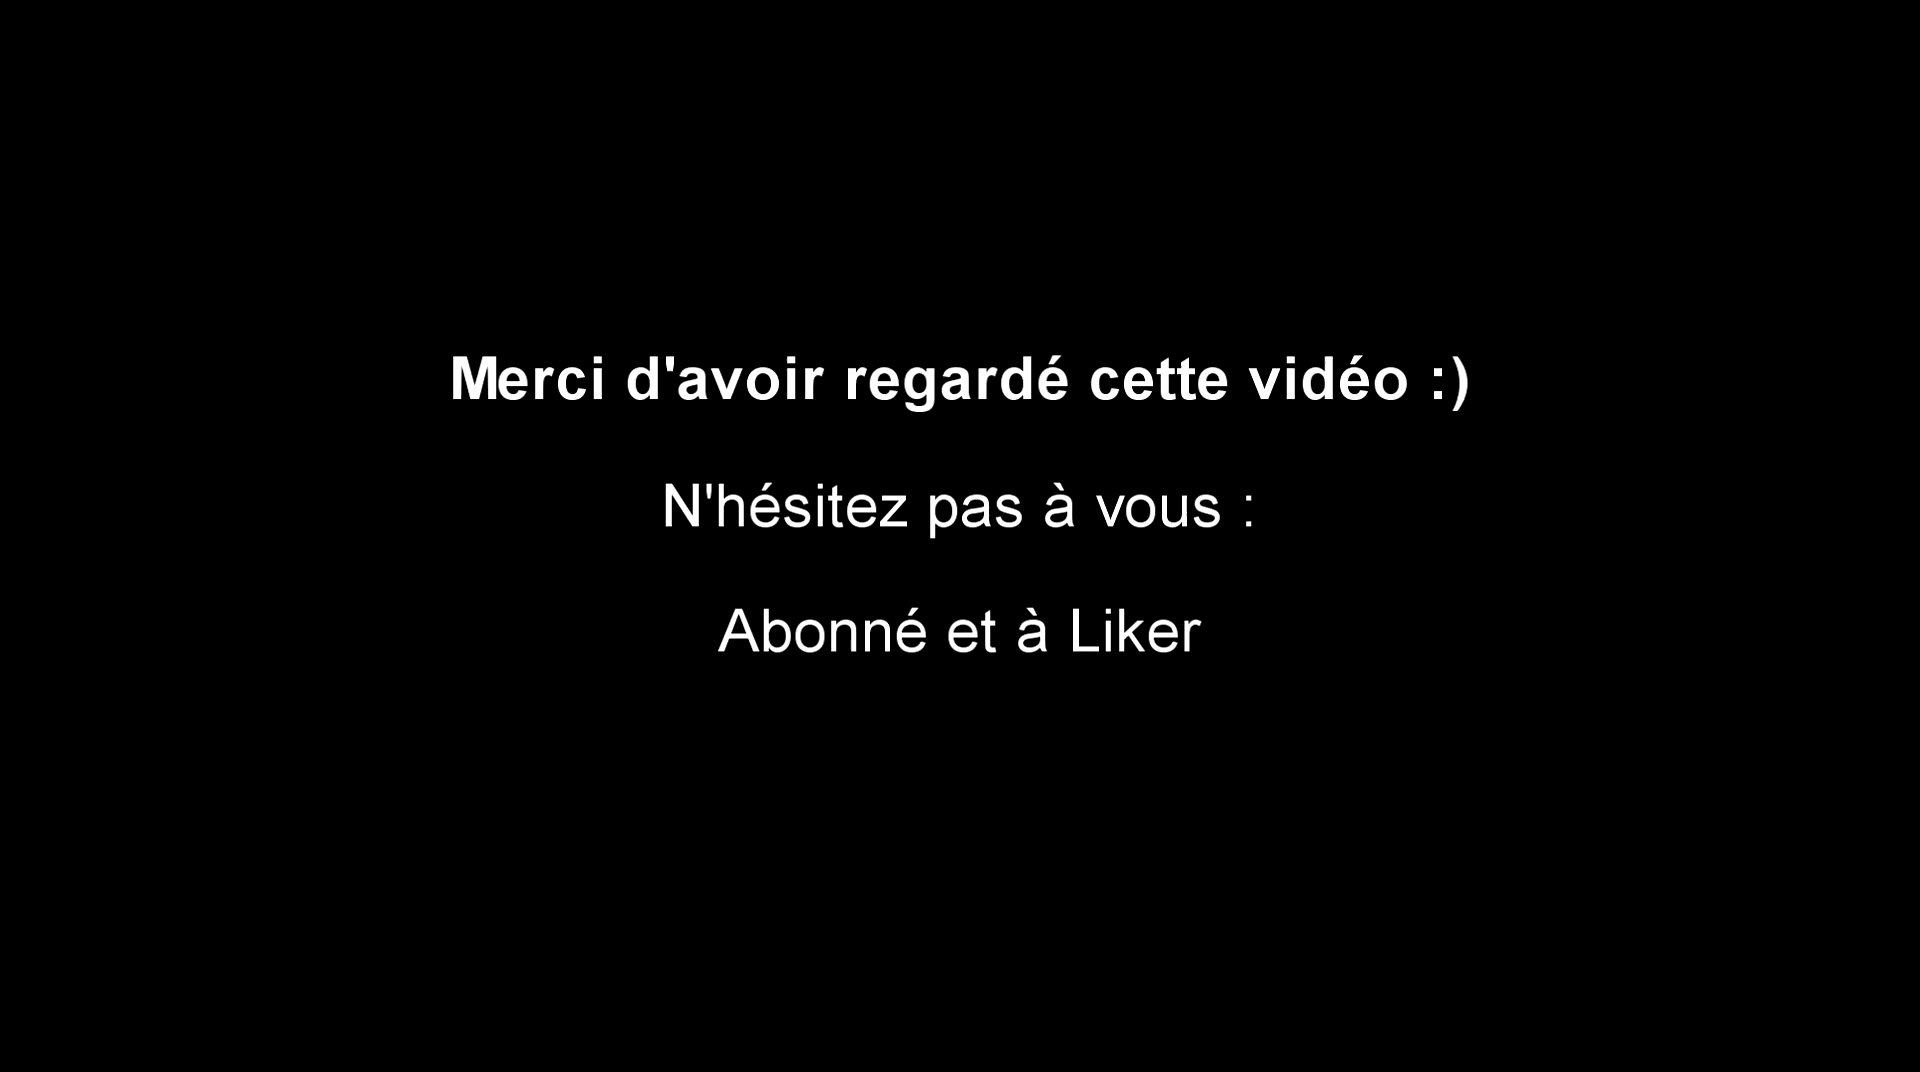 Merci d'avoir regardé cette vidéo :)
N'hésitez pas à vous :
Abonné et à Liker